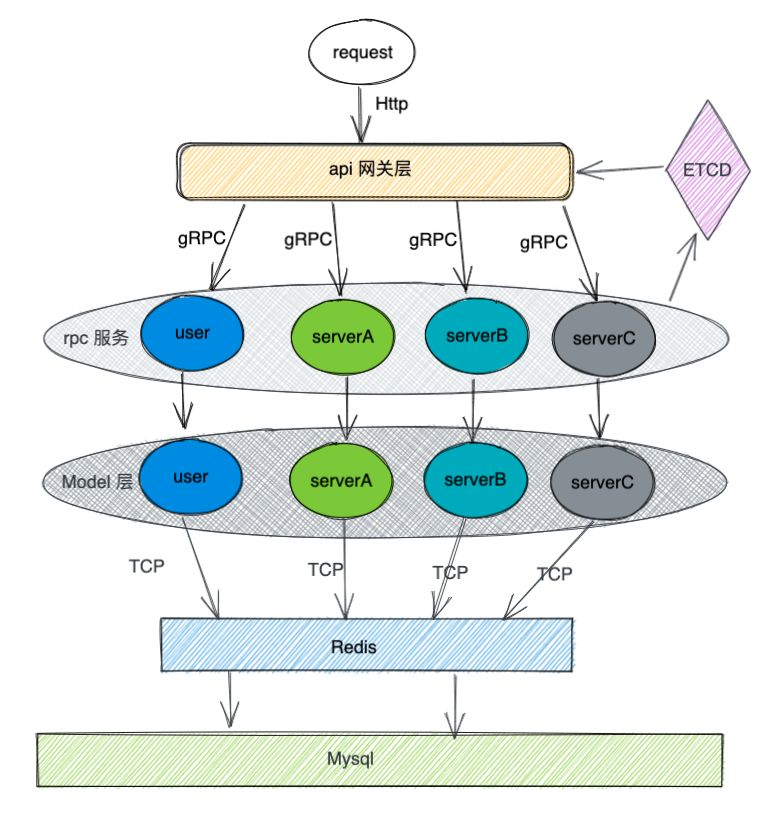 request
Http
api 网关层
ETCD
gRPC
gRPC
gRPC
gRPC
rpc 服务
user
serverA
serverB
serverC
Model 层
user
serverA
serverB
serverC
TCP
TCP
TCP
TCP
Redis
Mysql